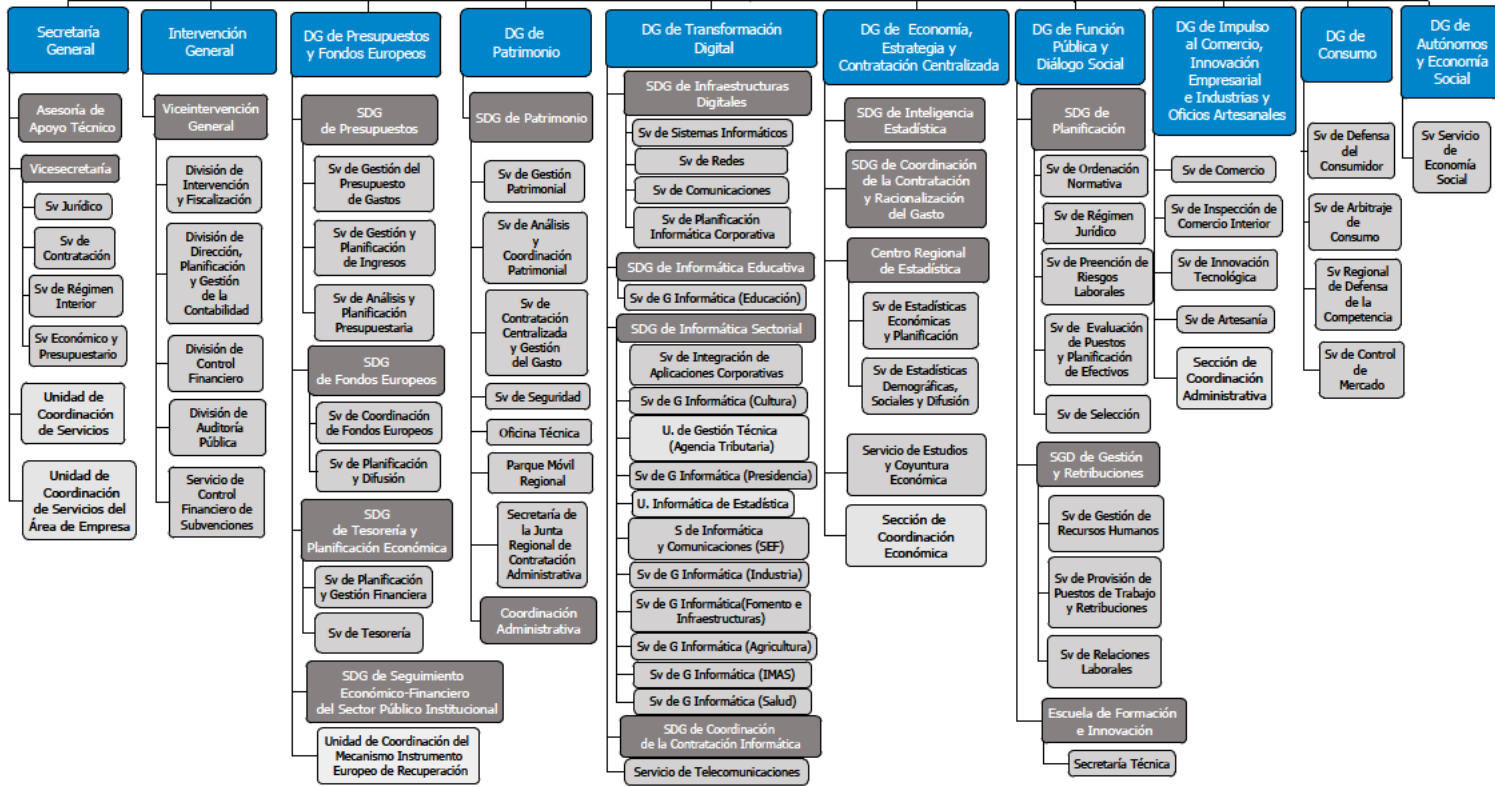 Secretaría
General
Asesoría de
Apoyo Técnico
Vicesecretaría
Sv Jurídico
Sv de
Contratación
Sv de Régimen
Interior
Sv Económico y
Presupuestario
Unidad de
Coordinación
de Servicios
Unidad de
Coordinación
de Servicios del
Área de Empresa
Intervención
General
Viceintervención
General
División de
Intervención
y Fiscalización
División de
Dirección,
Planificación
y Gestión
de la
Contabilidad
División de
Control
Financiero
División de
Auditoría
Pública
Servicio de
Control
Financiero de
Subvenciones
DG de Presupuestos
y Fondos Europeos
SDG
de Presupuestos
Sv de Gestión del
Presupuesto
de Gastos
Sv de Gestión y
Planificación
de Ingresos
Sv de Análisis y
Planificación
Presupuestaria
SDG
de Fondos Europeos
Sv de Coordinación
de Fondos Europeos
Sv de Planificación
y Difusión
SDG
de Tesorería y
Planificación Económica
Sv de Planificación
y Gestión Financiera
Sv de Tesorería
SDG de Seguimiento
Económico-Financiero
del Sector Público Institucional
Unidad de Coordinación del
Mecanismo Instrumento
Europeo de Recuperación
DG de
Patrimonio
SDG de Patrimonio
Sv de Gestión
Patrimonial
Sv de Análisis
y
Coordinación
Patrimonial
Sv de
Contratación
Centralizada
y Gestión
del Gasto
Sv de Seguridad
Oficina Técnica
Parque Móvil
Regional
Secretaría de
la Junta
Regional de
Contratación
Administrativa
Coordinación
Administrativa
DG de Transformación
Digital
SDG de Infraestructuras
Digitales
Sv de Sistemas Informáticos
Sv de Redes
Sv de Comunicaciones
Sv de Planificación
Informática Corporativa
SDG de Informática Educativa
Sv de G Informática (Educación)
SDG de Informática Sectorial
Sv de Integración de
Aplicaciones Corporativas
Sv de G Informática (Cultura)
U. de Gestión Técnica
(Agencia Tributaria)
Sv de G Informática (Presidencia)
U. Informática de Estadística
S de Informática
y Comunicaciones (SEF)
Sv de G Informática (Industria)
Sv de G Informática(Fomento e
Infraestructuras)
Sv de G Informática (Agricultura)
Sv de G Informática (IMAS)
Sv de G Informática (Salud)
SDG de Coordinación
de la Contratación Informática
Servicio de Telecomunicaciones
DG de Economía,
Estrategia y
Contratación Centralizada
SDG de Inteligencia
Estadística
SDG de Coordinación
de la Contratación
y Racionalización
del Gasto
Centro Regional
de Estadística
Sv de Estadísticas
Económicas
y Planificación
Sv de Estadísticas
Demográficas,
Sociales y Difusión
Servicio de Estudios
y Coyuntura
Económica
Sección de
Coordinación
Económica
DG de Función
Pública y
Diálogo Social
SDG de
Planificación
Sv de Ordenación
Normativa
Sv de Régimen
Jurídico
Sv de Preención de
Riesgos
Laborales
Sv de Evaluación
de Puestos
y Planificación
de Efectivos
Sv de Selección
SGD de Gestión
y Retribuciones
Sv de Gestión de
Recursos Humanos
Sv de Provisión de
Puestos de Trabajo
y Retribuciones
Sv de Relaciones
Laborales
Escuela de Formación
e Innovación
Secretaría Técnica
DG de Impulso
al Comercio,
Innovación
Empresarial
e Industrias y
Oficios Artesanales
Sv de Comercio
Sv de Inspección de
Comercio Interior
Sv de Innovación
Tecnológica
Sv de Artesanía
Sección de
Coordinación
Administrativa
DG de
Consumo
Sv de Defensa
del
Consumidor
Sv de Arbitraje
de
Consumo
Sv Regional
de Defensa
de la
Competencia
Sv de Control
de
Mercado
DG de
Autónomos
y Economía
Social
Sv Servicio
de
Economía
Social